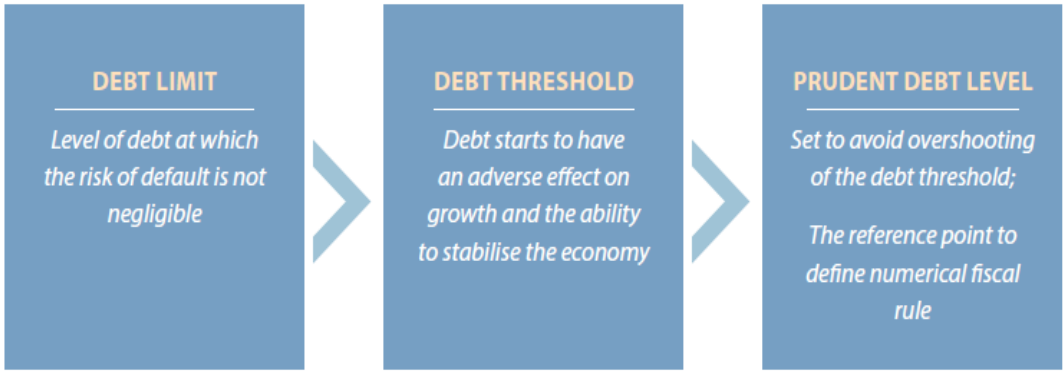 DEBT LIMIT
Level of debt at which
the risk of default is not
negligible
DEBT THRESHOLD
Debt starts to have
an adverse effect on
growth and the ability
to stabilise the economy
PRUDENT DEBT LEVEL
Set to avoid overshooting
of the debt threshold;
The reference point to
define numerical fiscal
rule